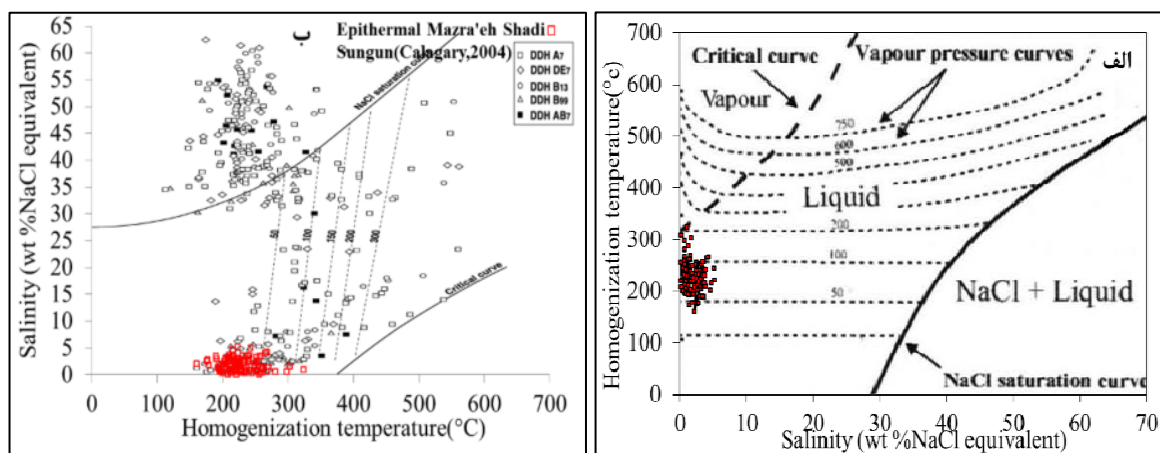 ب
Epithermal Mazra'eh Shadi
Sungun(Calagary,2004)
DDH A7
DDH DE7
DDH B13
DDH B99
DDH AB7
NaCl saturation cu
50
100
150
200
300
Critical curve
Salinity (wt %NaCl equivalent)
65
60
55
50
45
40
35
30
25
20
15
10
5
0
0 100 200 300 400 500 600 700
Homogenization temperature(°C)
الف
Critical curve
Vapour pressure curves
Vapour
750
600
500
Liquid
200
100
50
NaCl + Liquid
NaCl saturation curve
Homogenization temperature(°c)
700
600
500
400
300
200
100
0
0 10 20 30 40 50 60 70
Salinity (wt %NaCl equivalent)